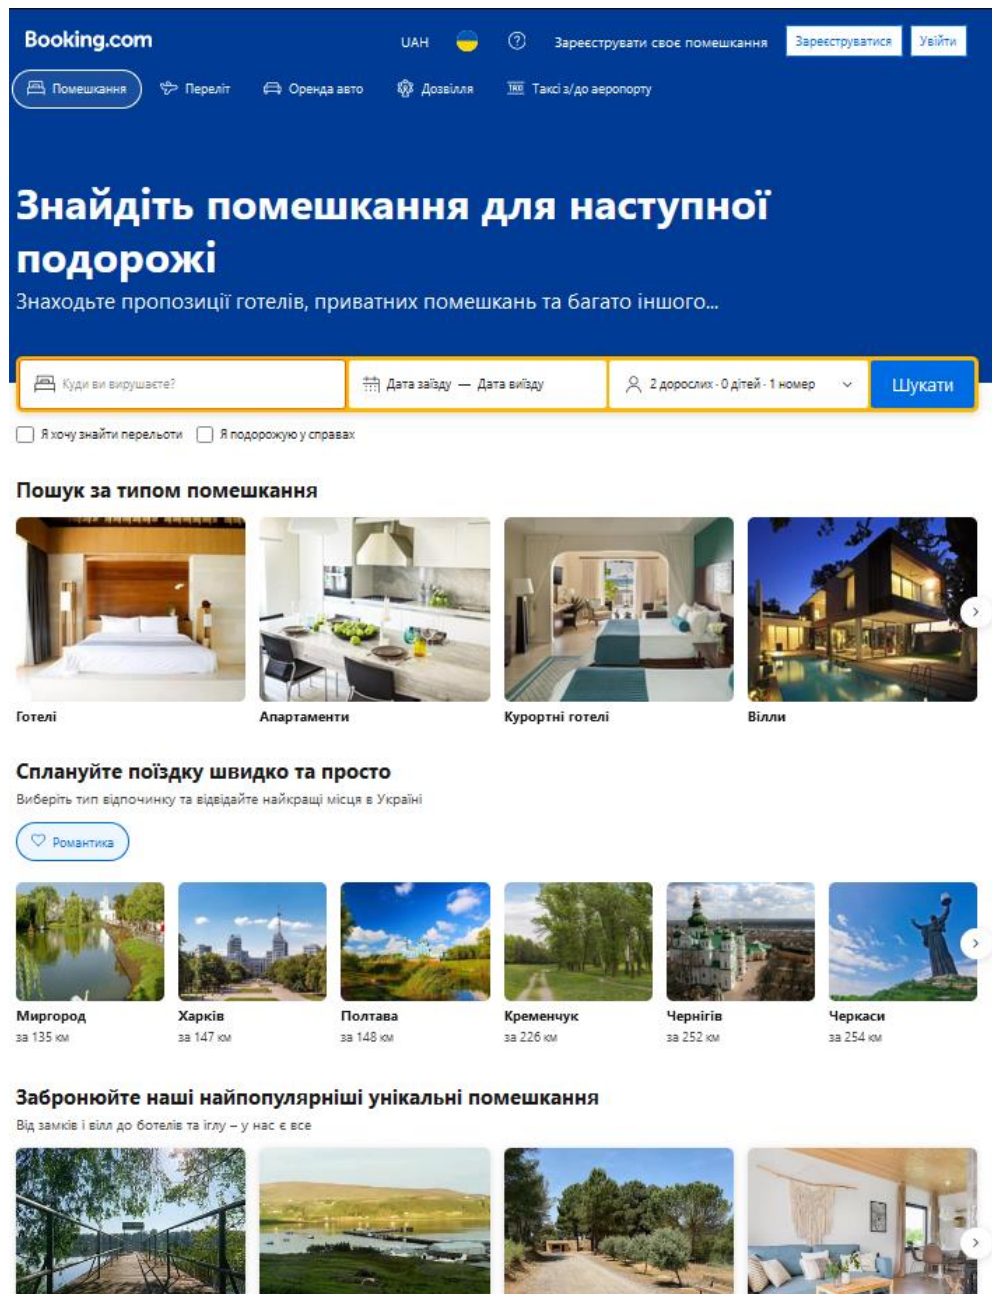 Booking.com
UAH
Зареєструвати своє помешкання
Зареєструватися
Увійти
Помешкання
Переліт
Оренда авто
Дозвілля
TAXI Таксі з/до аеропорту
Знайдіть помешкання для наступної
подорожі
Знаходьте пропозиції готелів, приватних помешкань та багато іншого...
Куди ви вирушаєте?
Дата заїзду — Дата виїзду
2 дорослих · 0 дітей · 1 номер
Шукати
Я хочу знайти перельоти
Я подорожую у справах
Пошук за типом помешкання
Готелі
Апартаменти
Курортні готелі
Вілли
Сплануйте поїздку швидко та просто
Виберіть тип відпочинку та відвідайте найкращі місця в Україні
Романтика
Миргород
за 135 км
Харків
за 147 км
Полтава
за 148 км
Кременчук
за 226 км
Чернігів
за 252 км
Черкаси
за 254 км
Забронюйте наші найпопулярніші унікальні помешкання
Від замків і вілл до ботелів та іглу – у нас є все